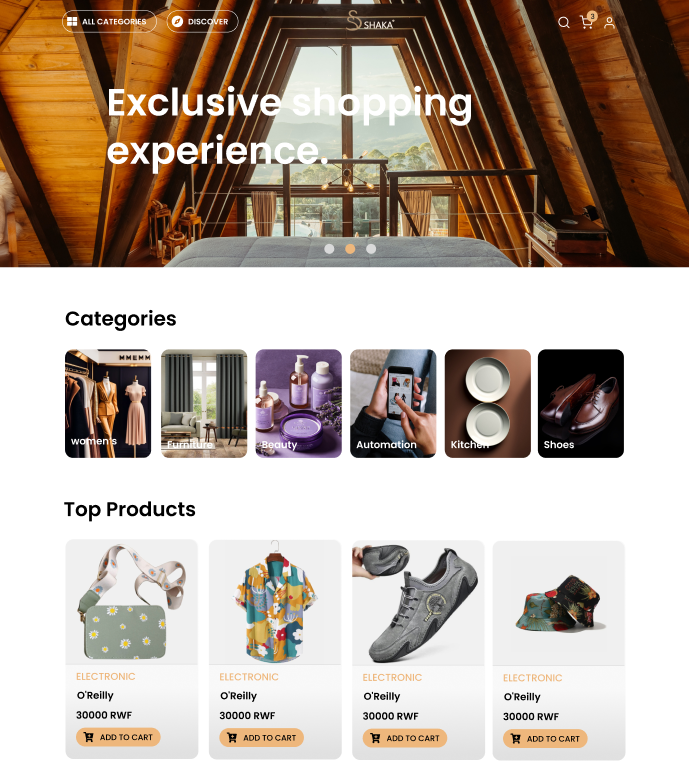 ALL CATEGORIES
DISCOVER
SHAKA
3
Exclusive shopping
experience.
Categories
MMEMM
women's
Furniture
Beauty
Automation
Kitchen
Shoes
Top Products
ELECTRONIC
O'Reilly
30000 RWF
ADD TO CART
ELECTRONIC
O'Reilly
30000 RWF
ADD TO CART
ELECTRONIC
O'Reilly
30000 RWF
ADD TO CART
ELECTRONIC
O'Reilly
30000 RWF
ADD TO CART